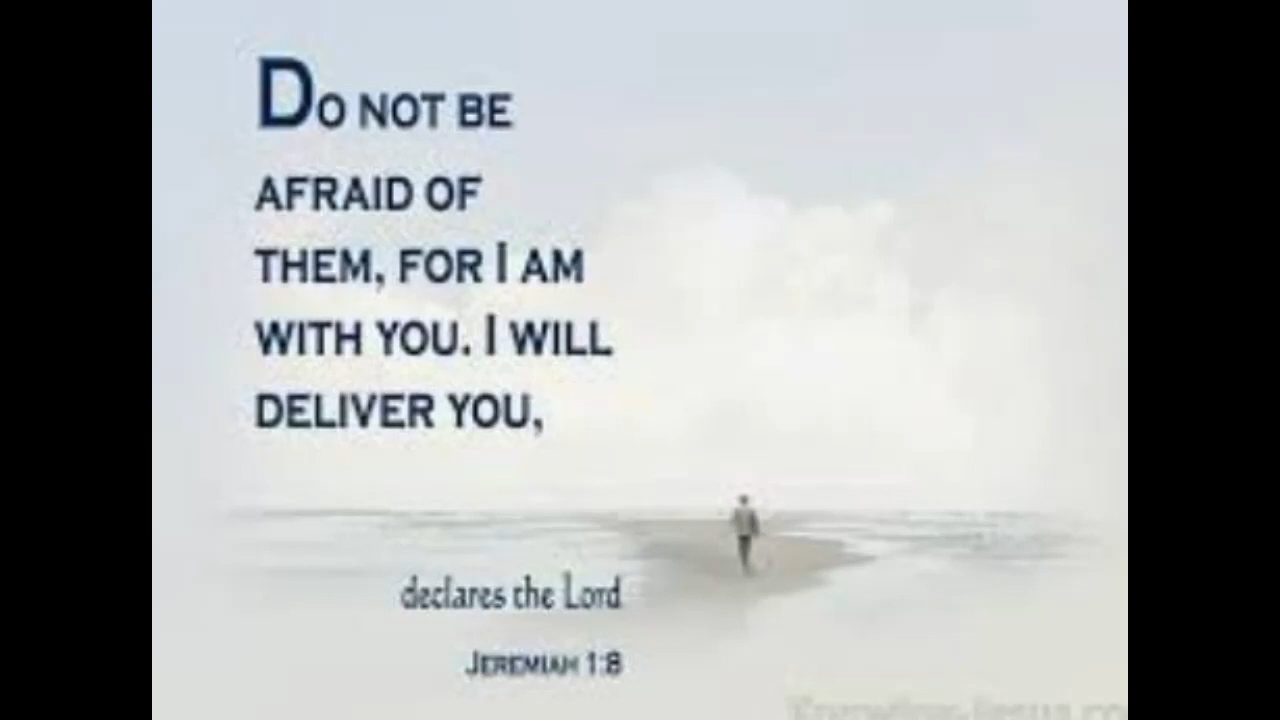 DO NOT BE
AFRAID OF
THEM, FOR I AM
WITH YOU. I WILL
DELIVER YOU,
declares the Lord
JEREMIAH 1:8